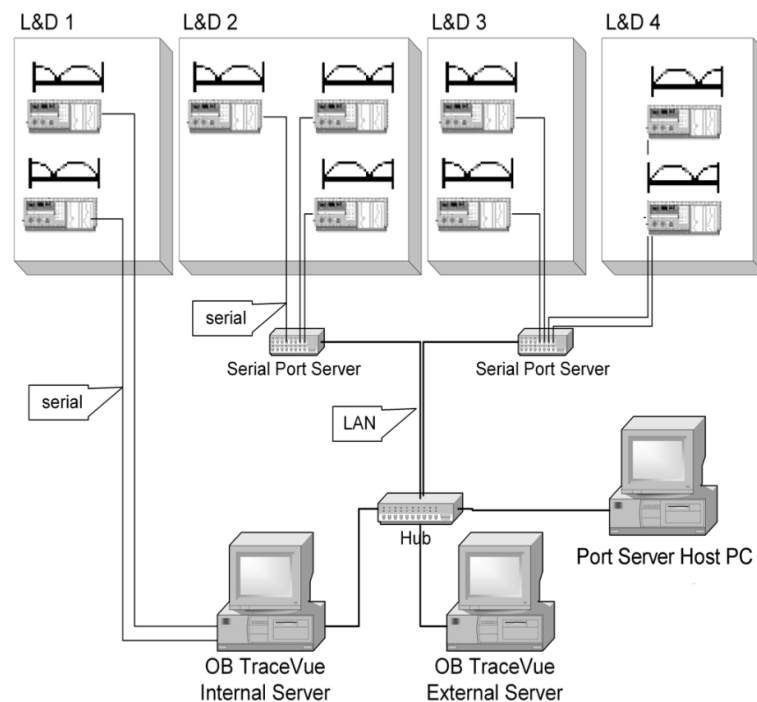 L&D 1
L&D 2
L&D 3
L&D 4
serial
Serial Port Server
Serial Port Server
serial
LAN
Hub
Port Server Host PC
OB TraceVue
Internal Server
OB TraceVue
External Server